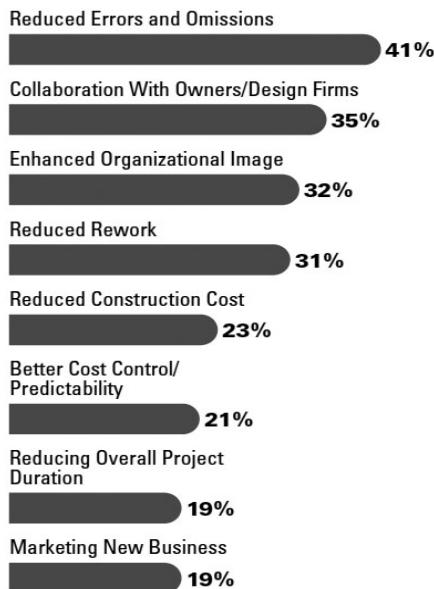 Reduced Errors and Omissions
41%
Collaboration With Owners/Design Firms
35%
Enhanced Organizational Image
32%
Reduced Rework
31%
Reduced Construction Cost
23%
Better Cost Control/
Predictability
21%
Reducing Overall Project
Duration
19%
Marketing New Business
19%